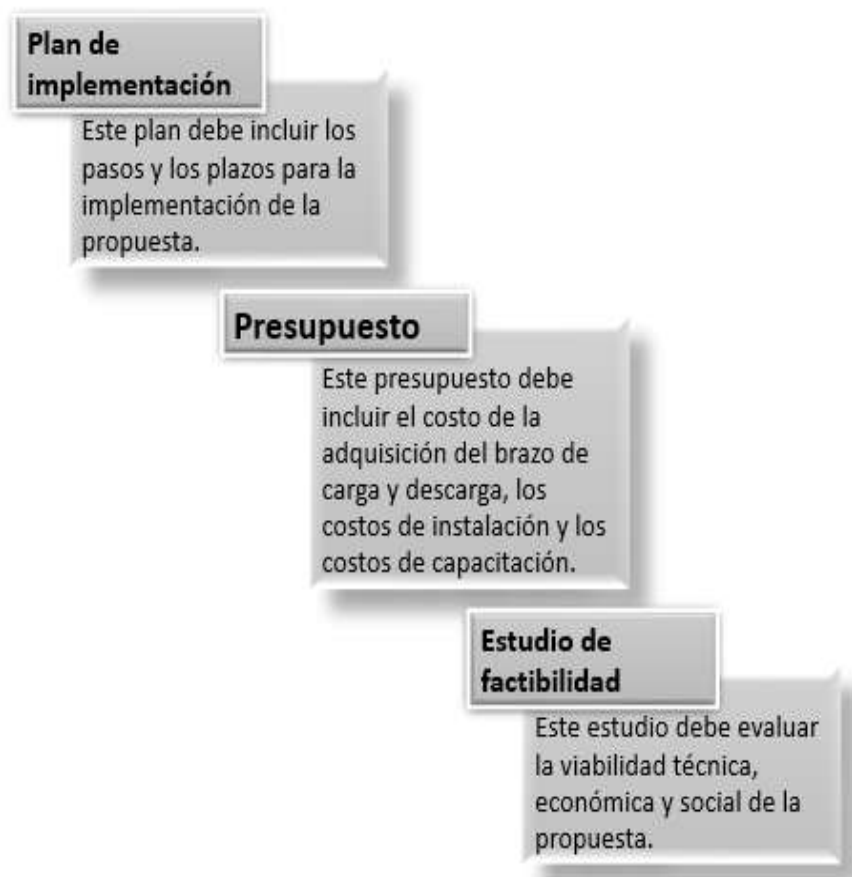 Plan de
implementación
Este plan debe incluir los
pasos y los plazos para la
implementación de la
propuesta.
Presupuesto
Este presupuesto debe
incluir el costo de la
adquisición del brazo de
carga y descarga, los
costos de instalación y los
costos de capacitación.
Estudio de
factibilidad
Este estudio debe evaluar
la viabilidad técnica,
económica y social de la
propuesta.